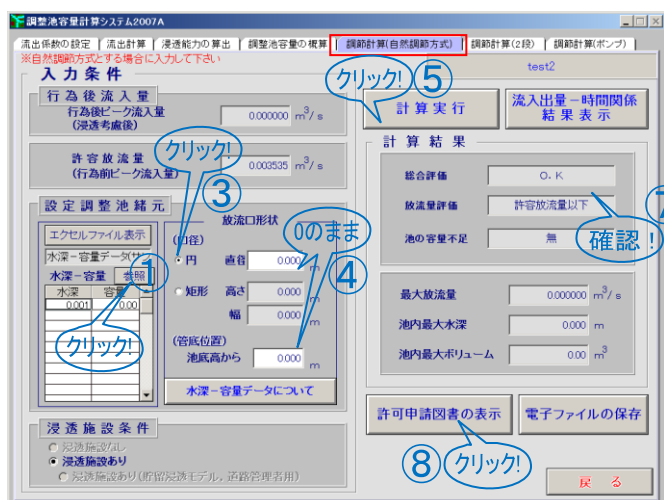 調整池容量計算システム2007A
流出係数の設定 流出計算 浸透能力の算出 調整池容量の概算 調節計算(自然調節方式) 調節計算(2段) 調節計算(ポンプ)
※自然調節方式とする場合に入力して下さい
test2
入力条件
行為後流入量
行為後ピーク流入量
(浸透考慮後)
0.000000 m³/s
許容放流量
(行為前ピーク流入量)
0.003535 m³/s
クリック!
③
設定調整池緒元
エクセルファイル表示
水深-容量データ(サン
水深-容量 参照
①
水深 容量
0.001 0.00
クリック!
放流口形状
(口径)
円 直径 0.000 m
0のまま
④
矩形 高さ 0.000 m
幅 0.000 m
(管底位置)
池底高から 0.000 m
水深-容量データについて
浸透施設条件
浸透施設なし
浸透施設あり
浸透施設あり(貯留浸透モデル、道路管理者用)
クリック!
⑤
計算実行
流入出量-時間関係
結果表示
計算結果
総合評価 O.K
放流量評価 許容放流量以下
池の容量不足 無
⑦
確認!
最大放流量 0.000000 m³/s
池内最大水深 0.000 m
池内最大ボリューム 0.00 m³
許可申請図書の表示
電子ファイルの保存
⑧
クリック!
戻る